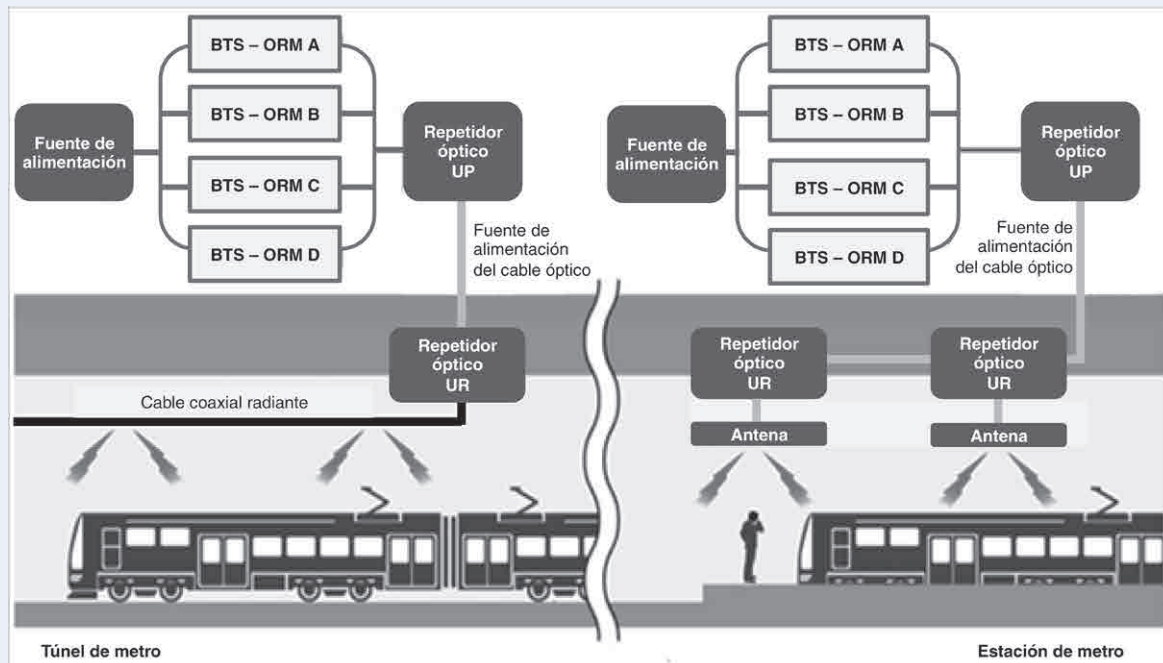 BTS – ORM A
BTS – ORM B
BTS – ORM C
BTS – ORM D
Fuente de
alimentación
Repetidor
óptico
UP
Fuente de
alimentación
del cable óptico
Repetidor
óptico
UR
Cable coaxial radiante
Túnel de metro
BTS – ORM A
BTS – ORM B
BTS – ORM C
BTS – ORM D
Fuente de
alimentación
Repetidor
óptico
UP
Fuente de
alimentación
del cable óptico
Repetidor
óptico
UR
Repetidor
óptico
UR
Antena
Antena
Estación de metro